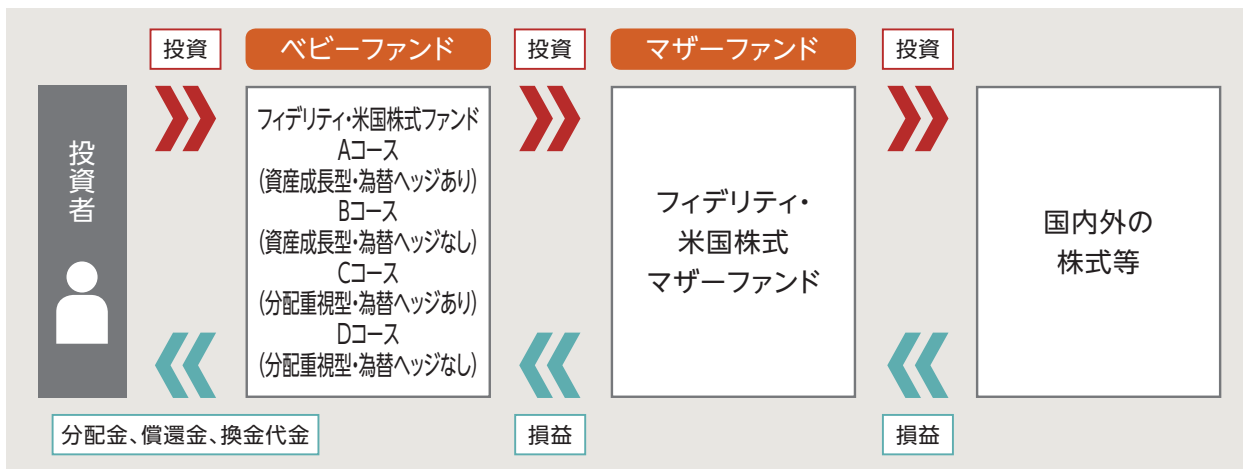 投資
ベビーファンド
投資
マザーファンド
投資
投資者
フィデリティ・米国株式ファンド
Aコース
(資産成長型・為替ヘッジあり)
Bコース
(資産成長型・為替ヘッジなし)
Cコース
(分配重視型・為替ヘッジあり)
Dコース
(分配重視型・為替ヘッジなし)
フィデリティ・
米国株式
マザーファンド
国内外の
株式等
分配金、償還金、換金代金
損益
損益